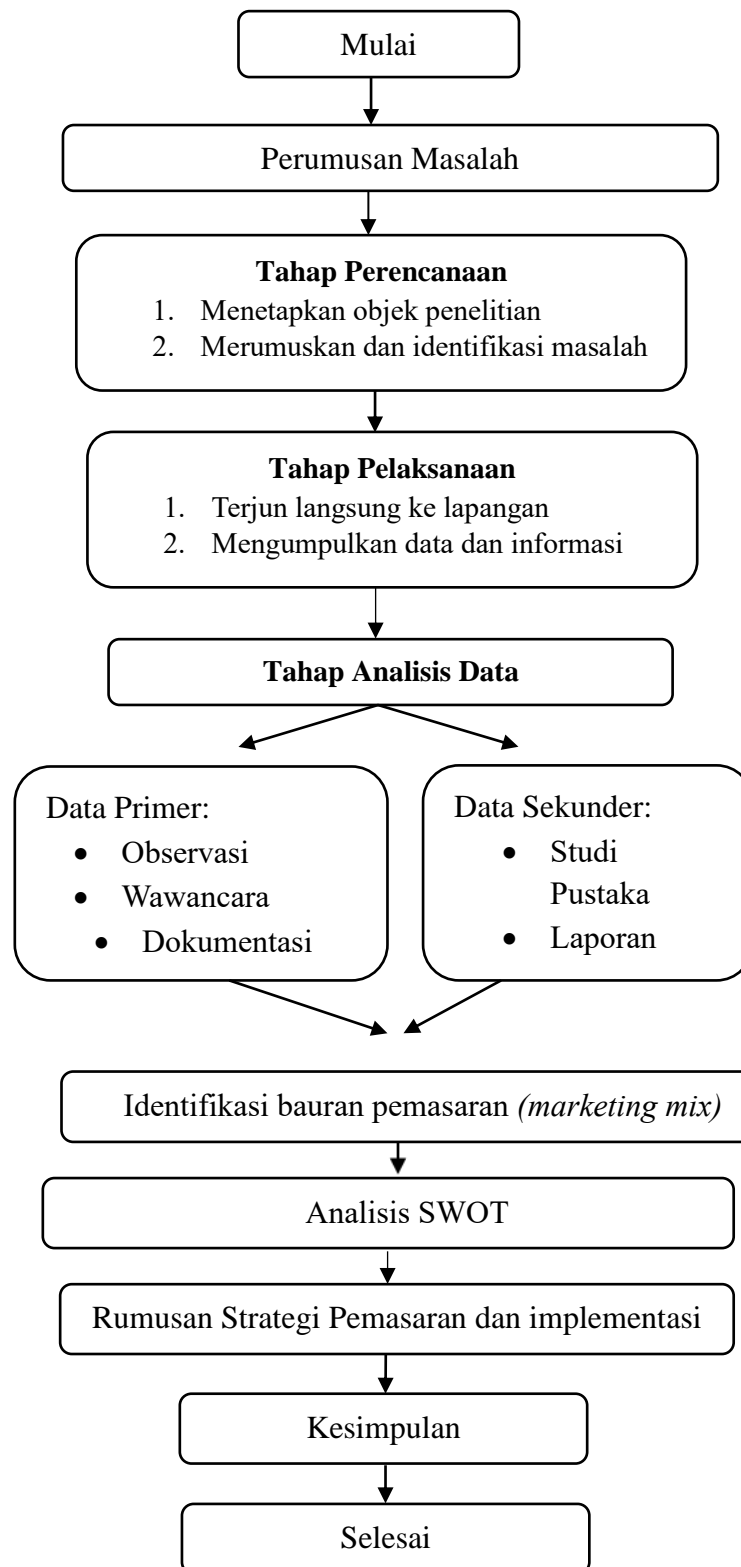 Mulai
Perumusan Masalah
Tahap Perencanaan
1. Menetapkan objek penelitian
2. Merumuskan dan identifikasi masalah
Tahap Pelaksanaan
1. Terjun langsung ke lapangan
2. Mengumpulkan data dan informasi
Tahap Analisis Data
Data Primer:
• Observasi
• Wawancara
• Dokumentasi
Data Sekunder:
• Studi
Pustaka
• Laporan
Identifikasi bauran pemasaran (marketing mix)
Analisis SWOT
Rumusan Strategi Pemasaran dan implementasi
Kesimpulan
Selesai